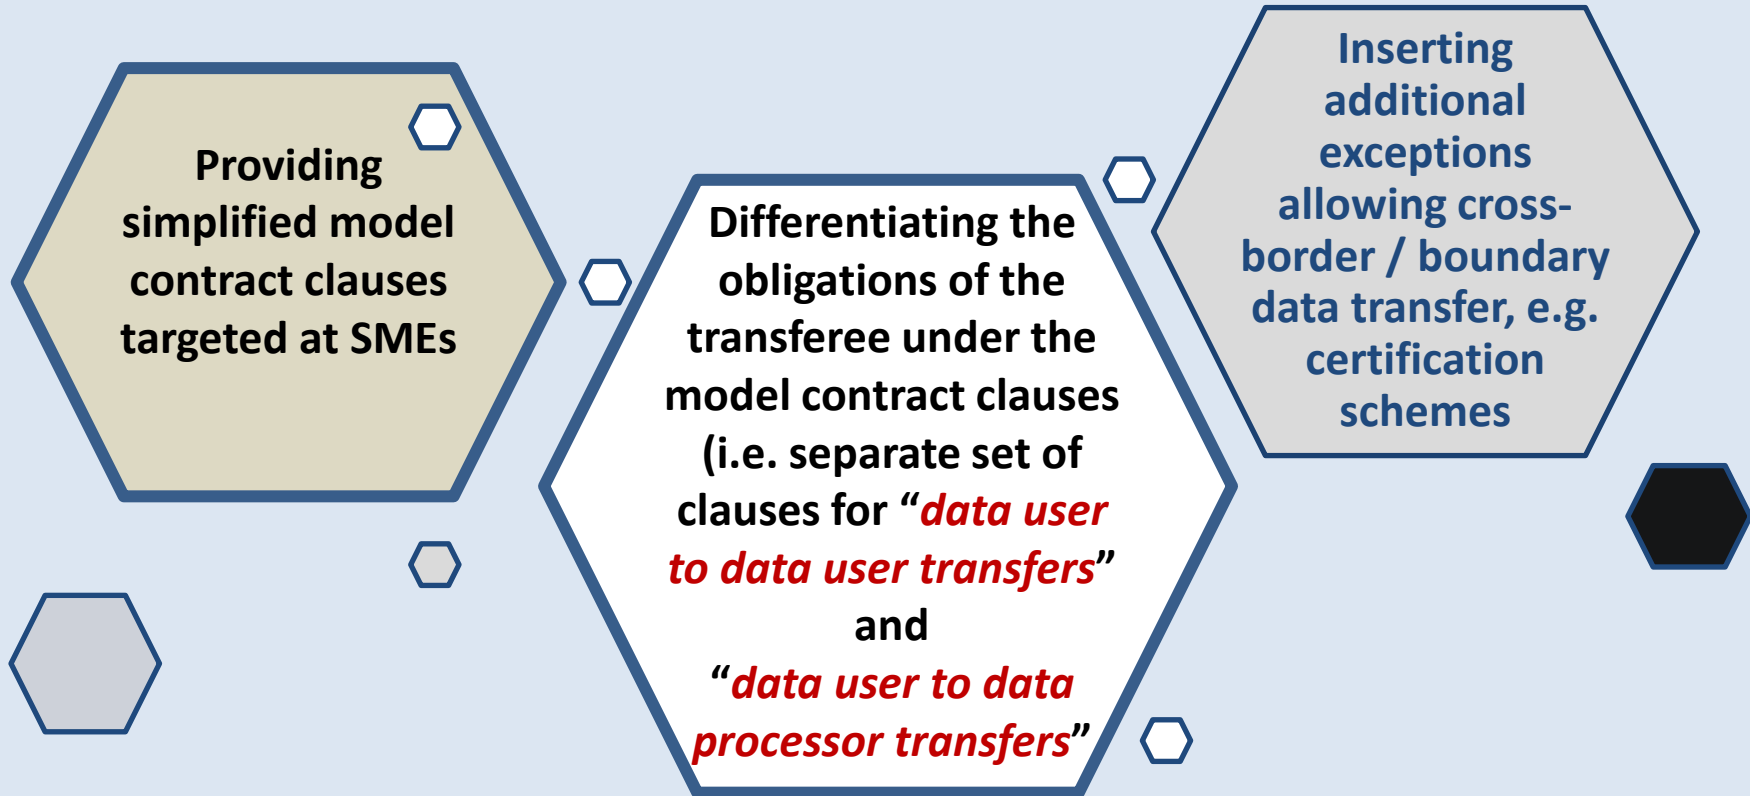 Providing
simplified model
contract clauses
targeted at SMEs
Differentiating the
obligations of the
transferee under the
model contract clauses
(i.e. separate set of
clauses for “data user
to data user transfers”
and
“data user to data
processor transfers”
Inserting
additional
exceptions
allowing cross-
border / boundary
data transfer, e.g.
certification
schemes